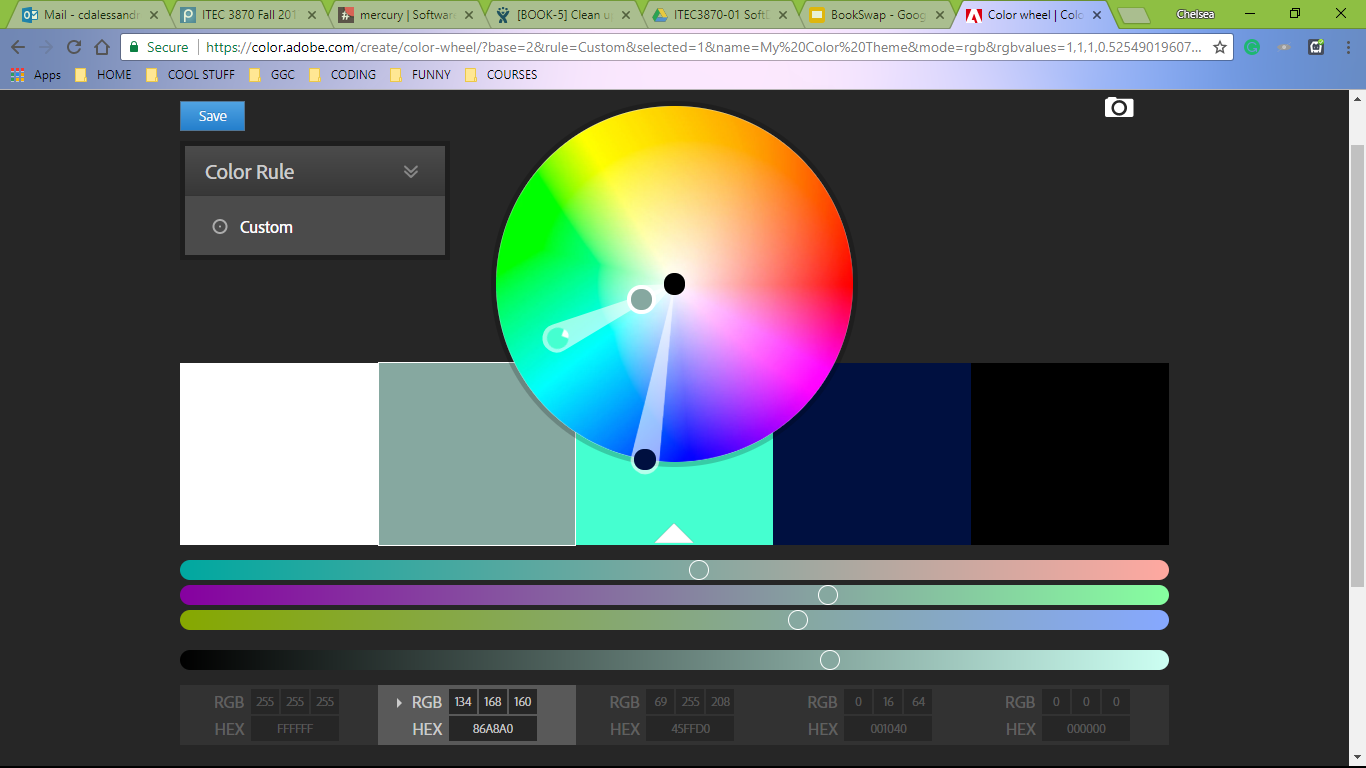 Mail - cdalessand
ITEC 3870 Fall 201
mercury | Software
[BOOK-5] Clean up
ITEC3870-01 SoftD
BookSwap - Goog
Color wheel | Colo
Chelsea
Secure
https://color.adobe.com/create/color-wheel/?base=2&rule=Custom&selected=1&name=My%20Color%20Theme&mode=rgb&rgbvalues=1,1,1,0.52549019607...
Apps HOME COOL STUFF GGC CODING FUNNY COURSES
Save
Color Rule
Custom
RGB 255 255 255
HEX FFFFFF
RGB 134 168 160
HEX 86A8A0
RGB 69 255 208
HEX 45FFD0
RGB 0 16 64
HEX 001040
RGB 0 0 0
HEX 000000